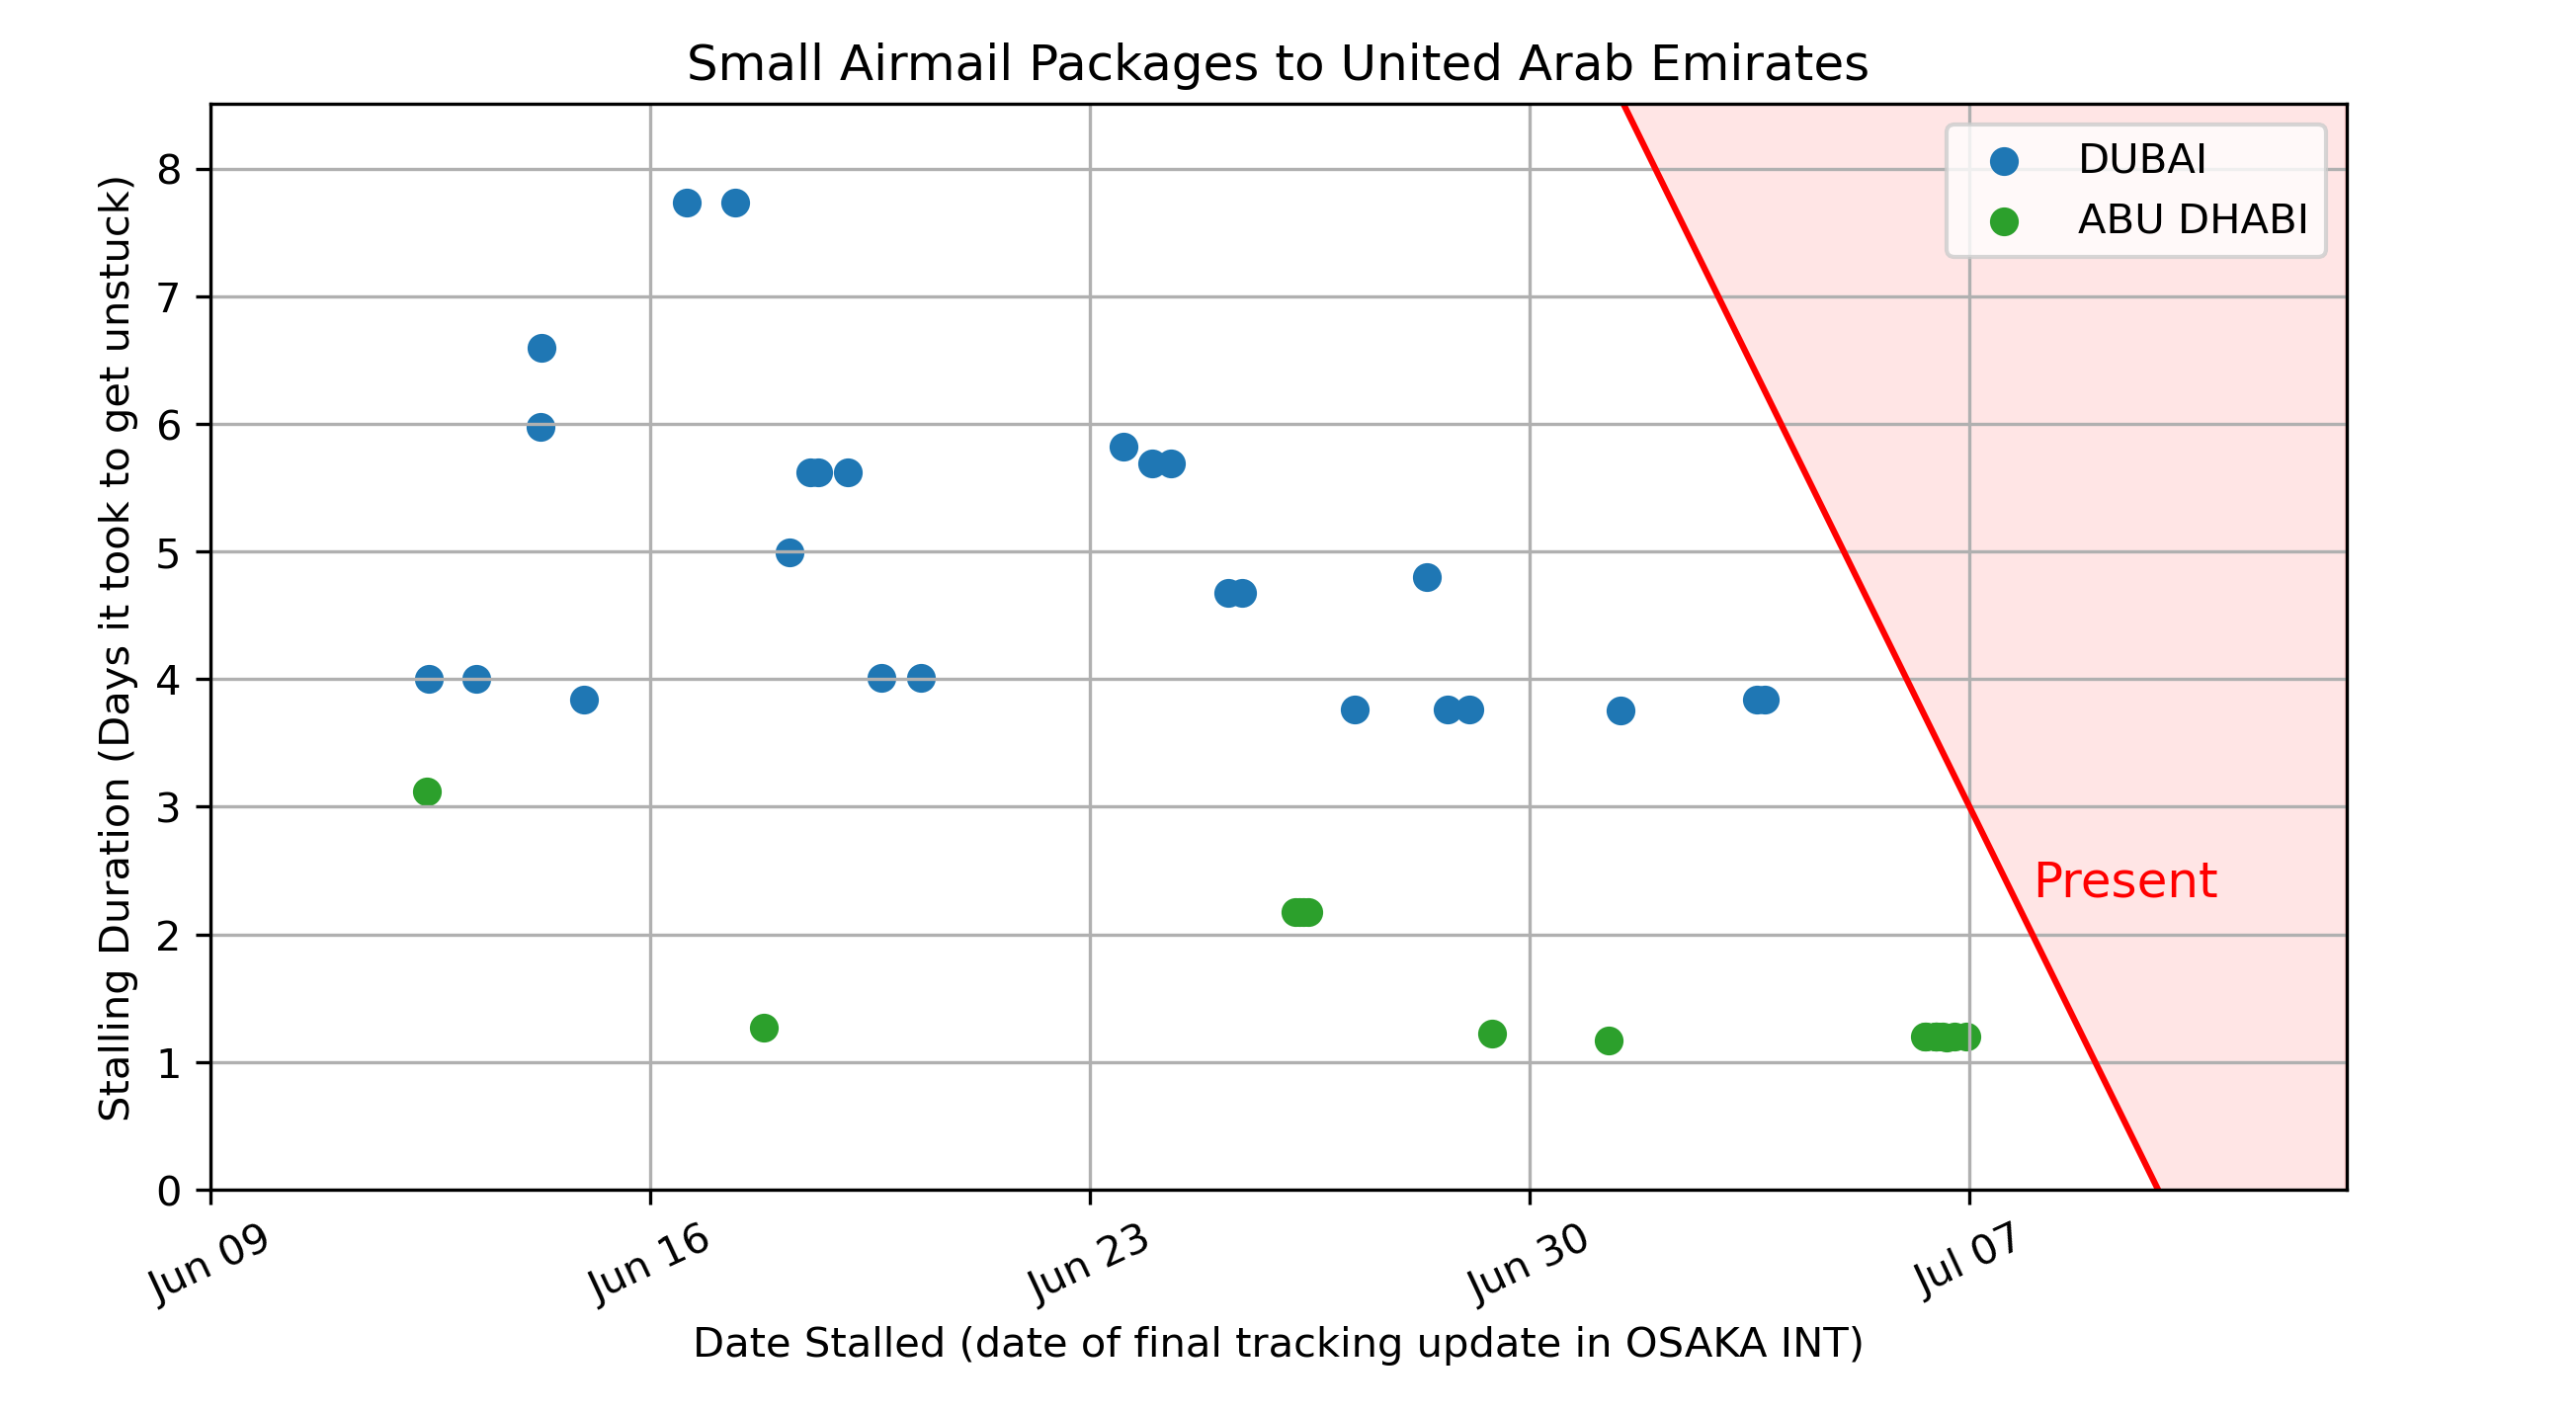 Small Airmail Packages to United Arab Emirates
DUBAI
ABU DHABI
Present
Stalling Duration (Days it took to get unstuck)
8
7
6
5
4
3
2
1
0
Jun 09
Jun 16
Jun 23
Jun 30
Jul 07
Date Stalled (date of final tracking update in OSAKA INT)